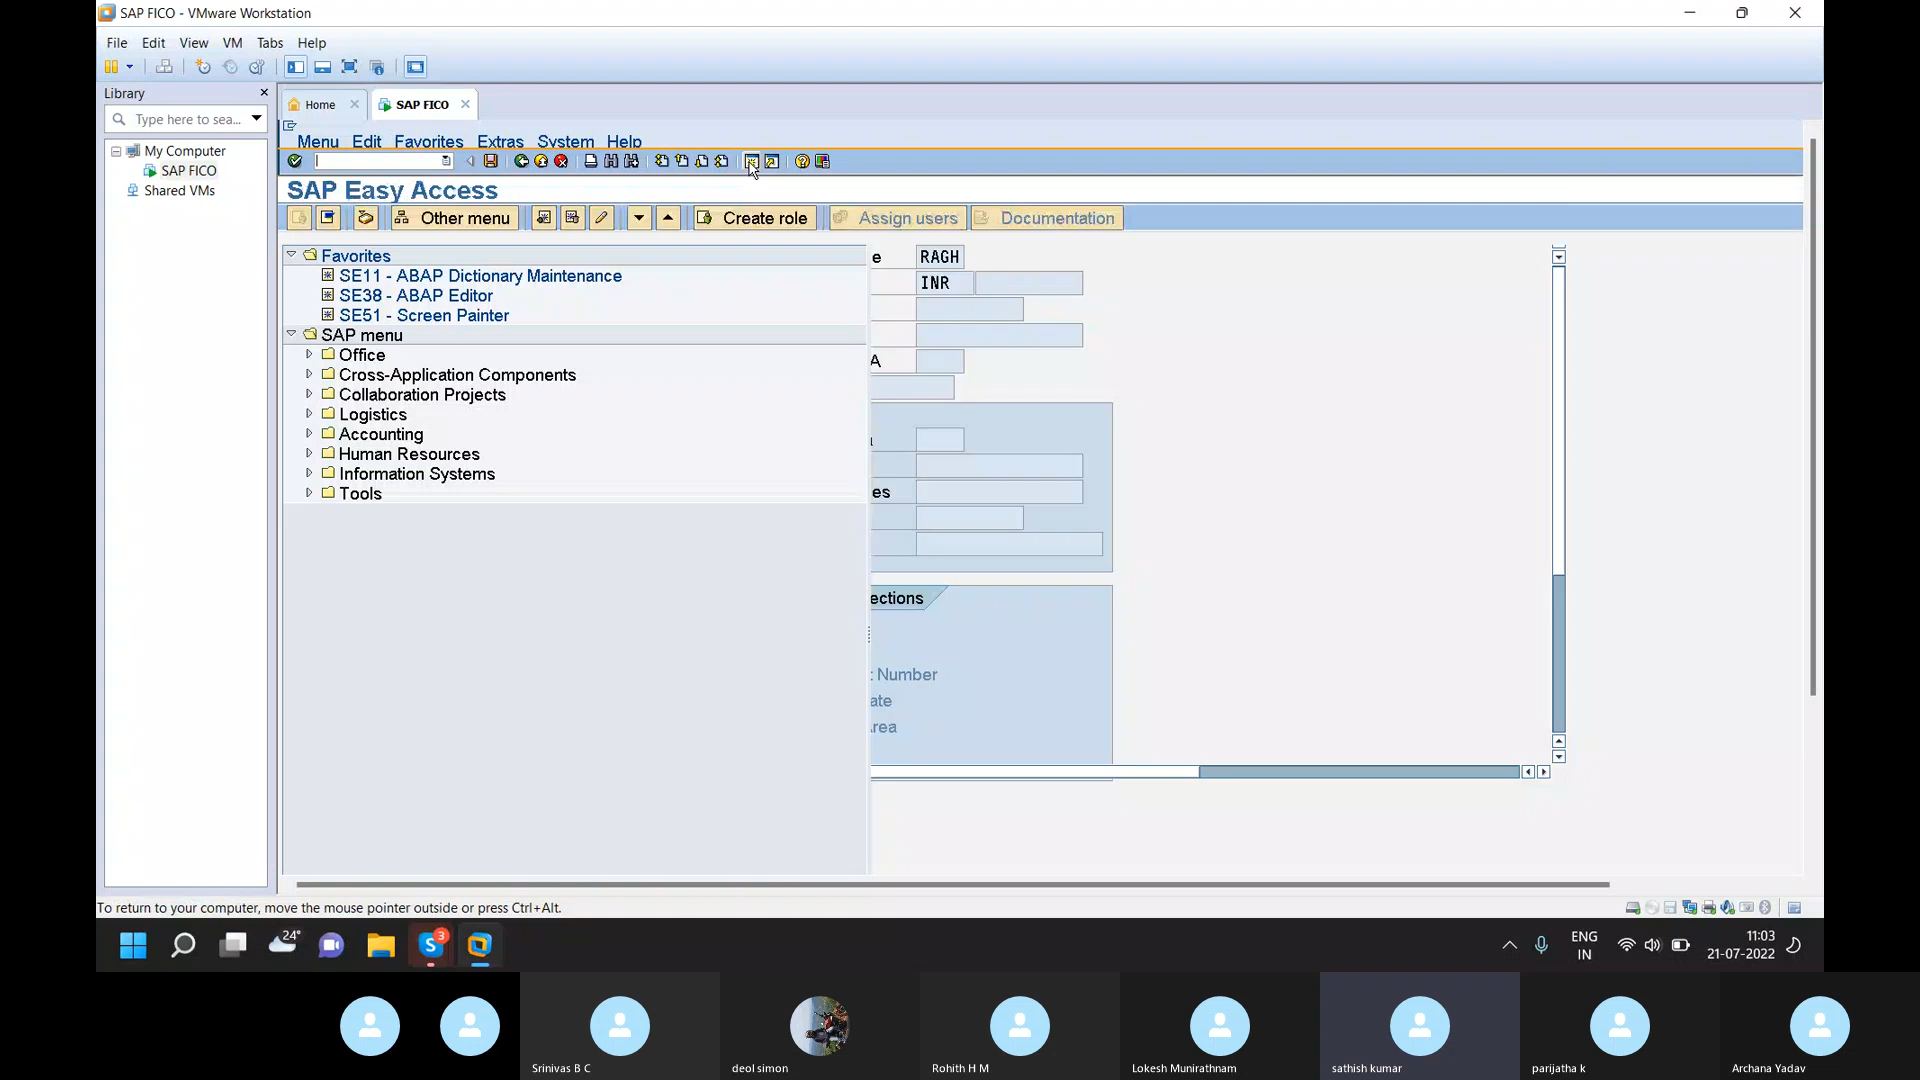 SAP FICO - VMware Workstation
File Edit View VM Tabs Help
Library
Type here to sea...
My Computer
SAP FICO
Shared VMs
Home
SAP FICO
Menu Edit Favorites Extras System Help
SAP Easy Access
Other menu
Create role
Assign users
Documentation
Favorites
SE11 - ABAP Dictionary Maintenance
SE38 - ABAP Editor
SE51 - Screen Painter
SAP menu
Office
Cross-Application Components
Collaboration Projects
Logistics
Accounting
Human Resources
Information Systems
Tools
e RAGH
INR
A
es
ections
Number
ate
rea
To return to your computer, move the mouse pointer outside or press Ctrl+Alt.
24°
S 3
ENG
IN
11:03
21-07-2022
Srinivas B C
deol simon
Rohith H M
Lokesh Munirathnam
sathish kumar
parijatha k
Archana Yadav